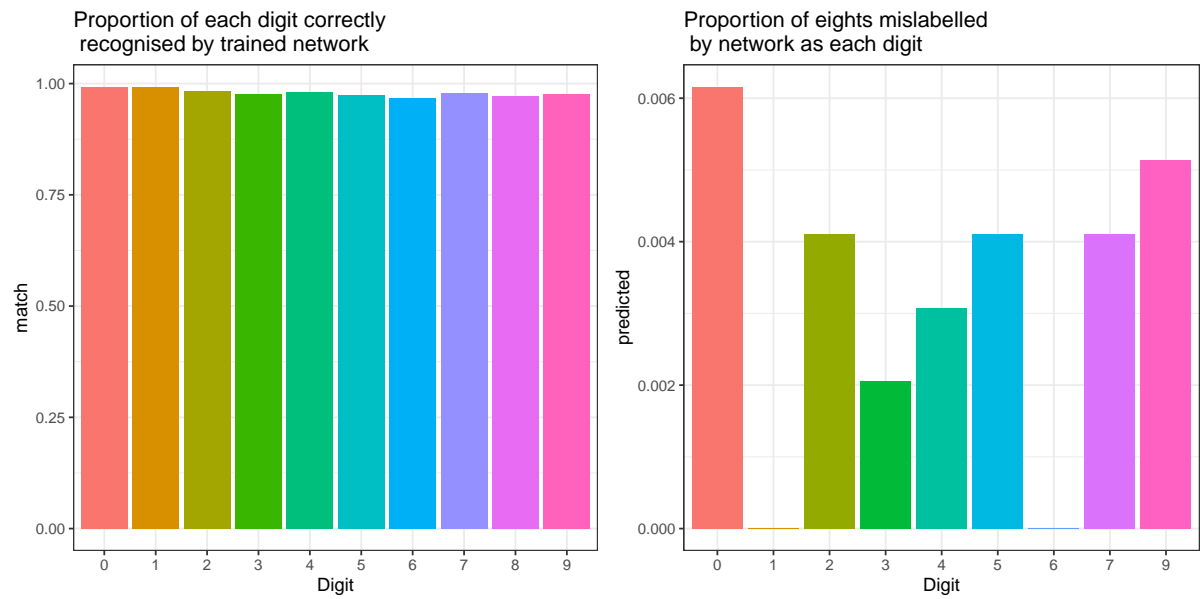 Proportion of each digit correctly
recognised by trained network
1.00
0.75
0.50
0.25
0.00
match
0 1 2 3 4 5 6 7 8 9
Digit
Proportion of eights mislabelled
by network as each digit
0.006
0.004
0.002
0.000
predicted
0 1 2 3 4 5 6 7 9
Digit